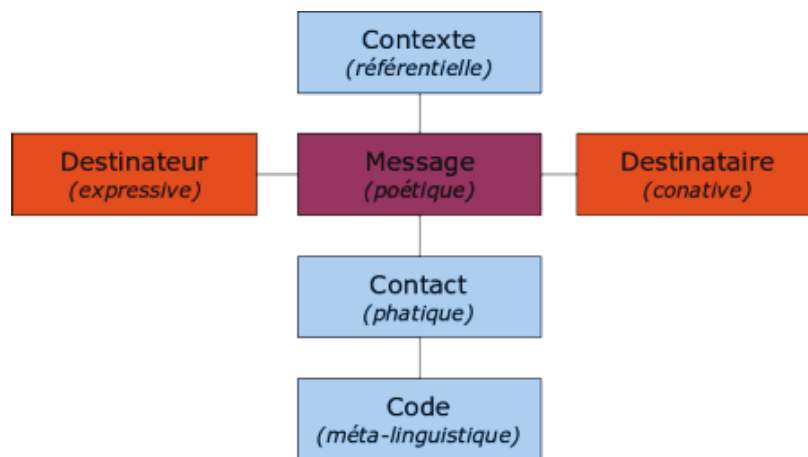 Contexte
(référentielle)
Destinateur
(expressive)
Message
(poétique)
Destinataire
(conative)
Contact
(phatique)
Code
(méta-linguistique)